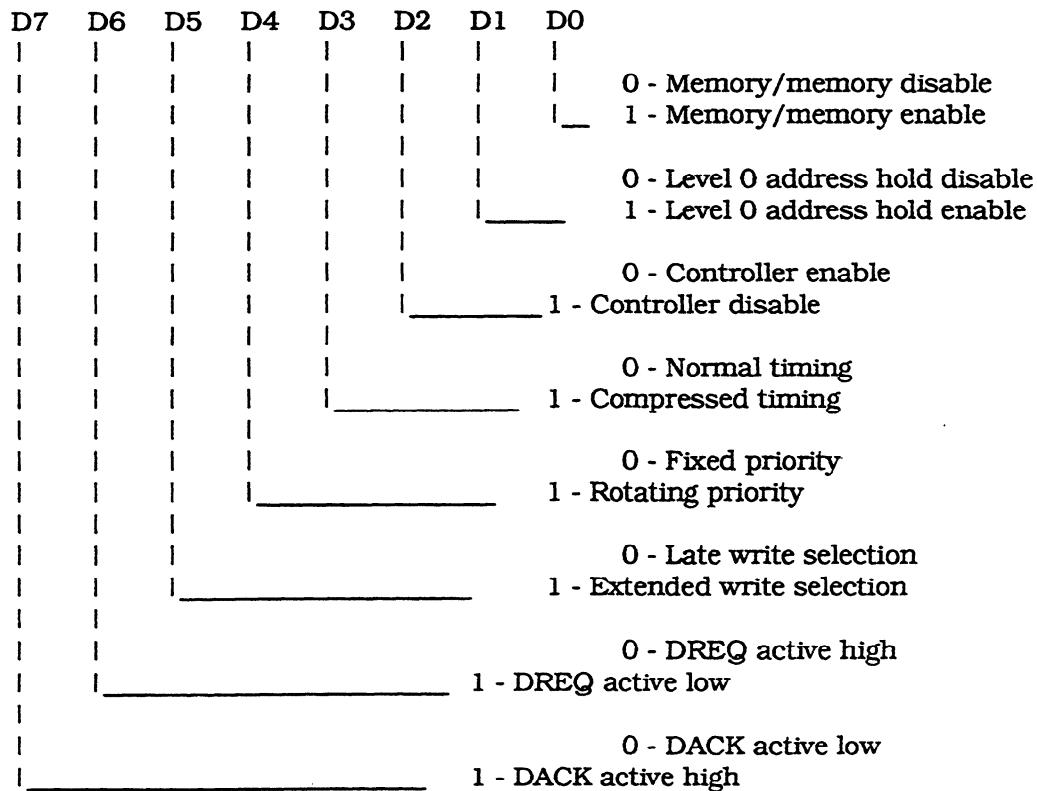 D7 D6 D5 D4 D3 D2 D1 D0
0 - Memory/memory disable
1 - Memory/memory enable
0 - Level 0 address hold disable
1 - Level 0 address hold enable
0 - Controller enable
1 - Controller disable
0 - Normal timing
1 - Compressed timing
0 - Fixed priority
1 - Rotating priority
0 - Late write selection
1 - Extended write selection
0 - DREQ active high
1 - DREQ active low
0 - DACK active low
1 - DACK active high